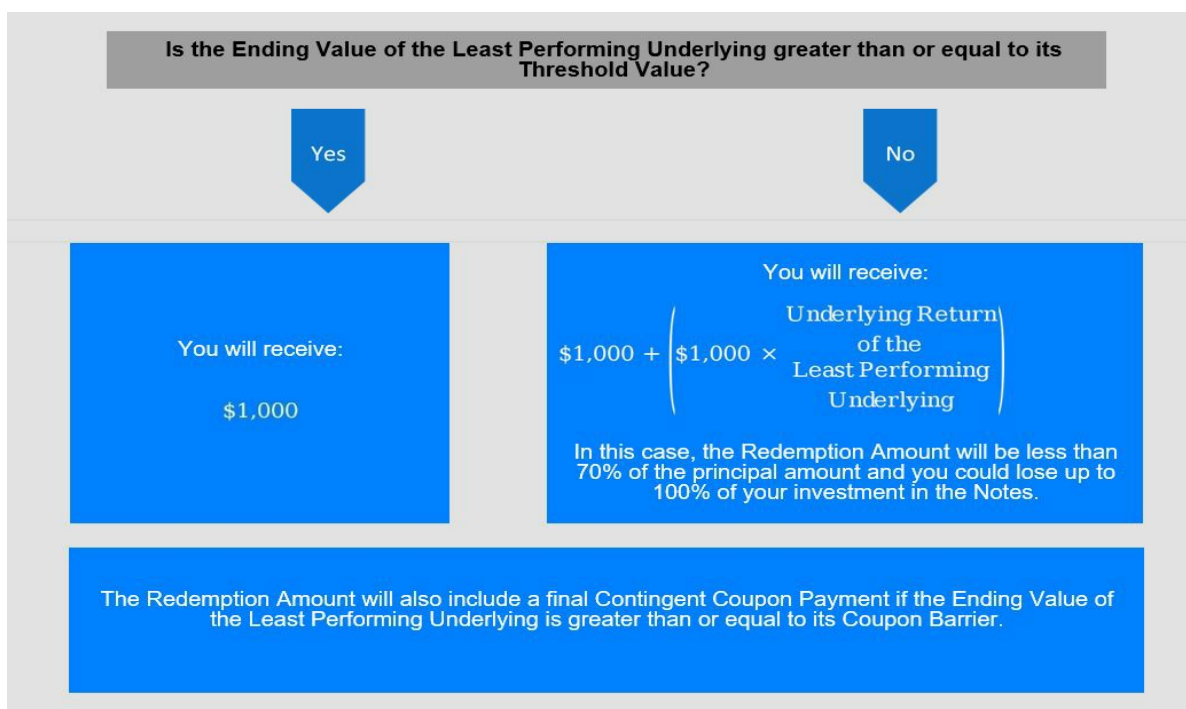 Is the Ending Value of the Least Performing Underlying greater than or equal to its
Threshold Value?
Yes
No
You will receive:
$1,000
You will receive:
$1,000 + ($1,000 × Underlying Return
of the
Least Performing
Underlying)
In this case, the Redemption Amount will be less than
70% of the principal amount and you could lose up to
100% of your investment in the Notes.
The Redemption Amount will also include a final Contingent Coupon Payment if the Ending Value of
the Least Performing Underlying is greater than or equal to its Coupon Barrier.